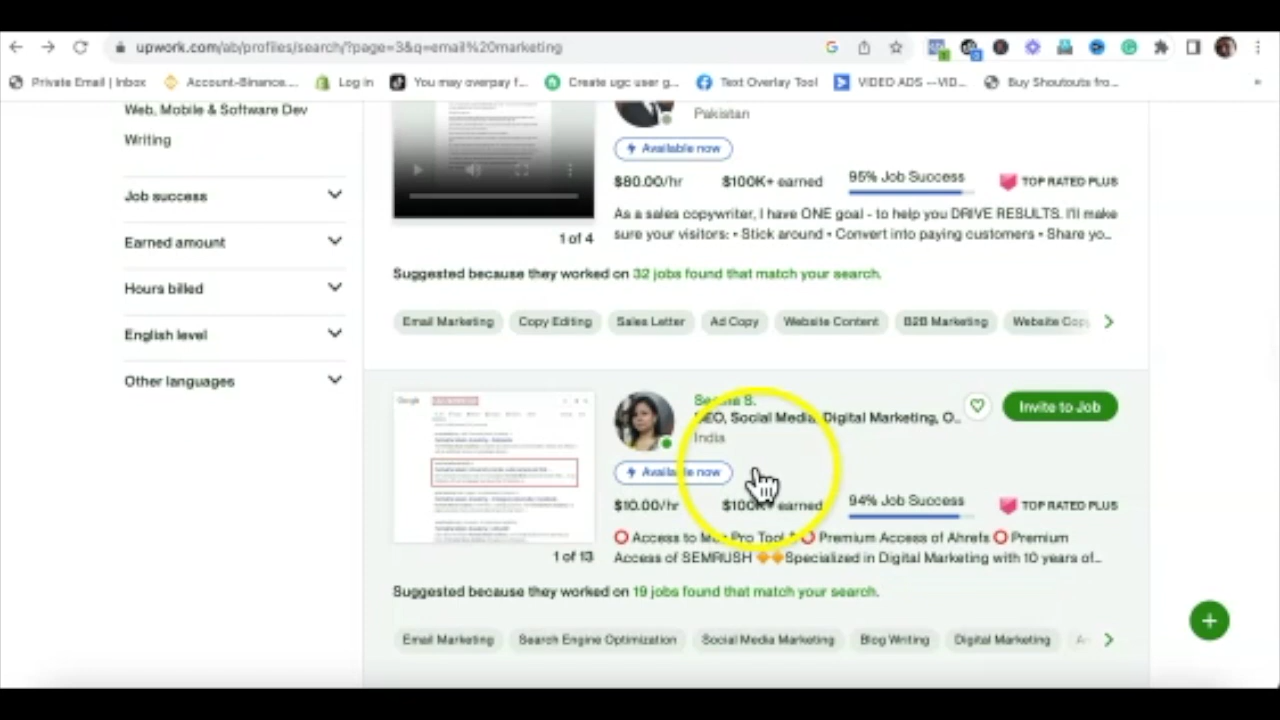 upwork.com/ab/profiles/search/?page=3&q=email%20marketing
Private Email | Inbox Account-Binance.... Log in You may overpay f... Create ugc user g... Text Overlay Tool VIDEO ADS ---VID... Buy Shoutouts fro... »
Web, Mobile & Software Dev
Writing
Job success
Earned amount
Hours billed
English level
Other languages
Pakistan
Available now
$80.00/hr $100K+ earned 95% Job Success TOP RATED PLUS
As a sales copywriter, I have ONE goal - to help you DRIVE RESULTS. I'll make
sure your visitors: • Stick around • Convert into paying customers • Share yo...
1 of 4
Suggested because they worked on 32 jobs found that match your search.
Email Marketing Copy Editing Sales Letter Ad Copy Website Content B2B Marketing Website Copy
Google
S.
SEO, Social Media, Digital Marketing, O...
India
Invite to Job
Available now
$10.00/hr $100K+ earned 94% Job Success TOP RATED PLUS
Access to Moz Pro Tool Premium Access of Ahrefs Premium
Access of SEMRUSH Specialized in Digital Marketing with 10 years of...
1 of 13
Suggested because they worked on 19 jobs found that match your search.
Email Marketing Search Engine Optimization Social Media Marketing Blog Writing Digital Marketing